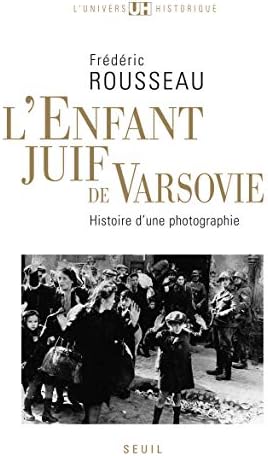 L'UNIVERS UH HISTORIQUE
Frédéric
ROUSSEAU
L'ENFANT
JUIF
DE VARSOVIE
Histoire d'une photographie
SEUIL